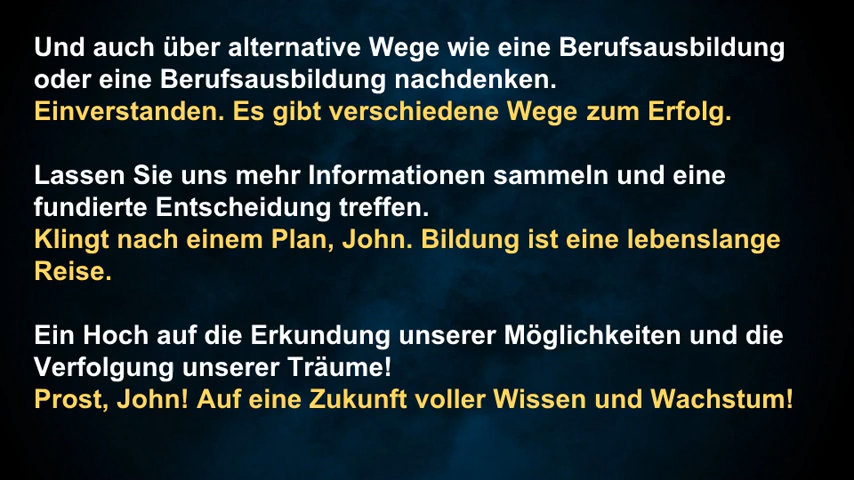 Und auch über alternative Wege wie eine Berufsausbildung
oder eine Berufsausbildung nachdenken.
Einverstanden. Es gibt verschiedene Wege zum Erfolg.
Lassen Sie uns mehr Informationen sammeln und eine
fundierte Entscheidung treffen.
Klingt nach einem Plan, John. Bildung ist eine lebenslange
Reise.
Ein Hoch auf die Erkundung unserer Möglichkeiten und die
Verfolgung unserer Träume!
Prost, John! Auf eine Zukunft voller Wissen und Wachstum!